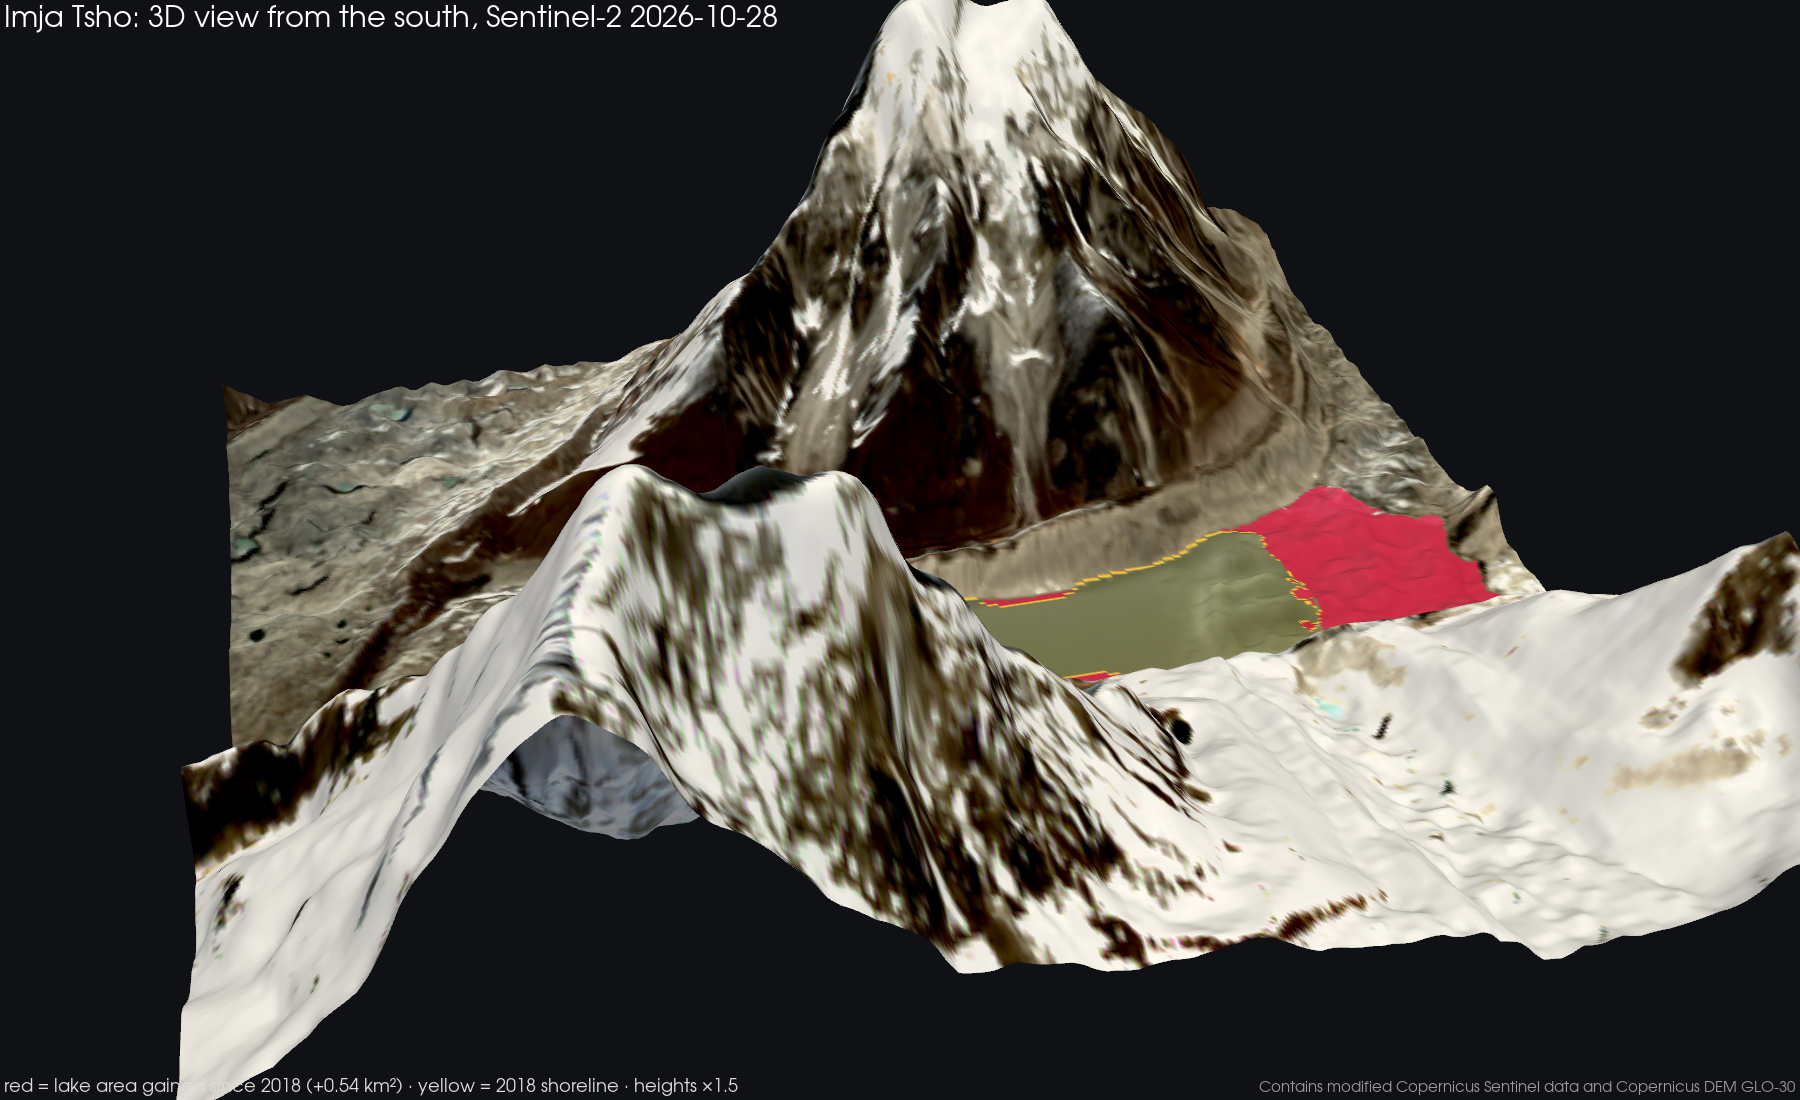 Imja Tsho: 3D view from the south, Sentinel-2 2026-10-28
red = lake area gained since 2018 (+0.54 km²) · yellow = 2018 shoreline · heights ×1.5
Contains modified Copernicus Sentinel data and Copernicus DEM GLO-30